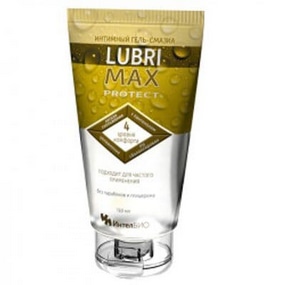 ИНТИМНЫЙ ГЕЛЬ-СМАЗКА
LUBRI
MAX
PROTECT
4
уровня
комфорта
ПОДХОДИТ ДЛЯ ЧАСТОГО
ПРИМЕНЕНИЯ
без парабенов и глицерина
ИнтелБИО